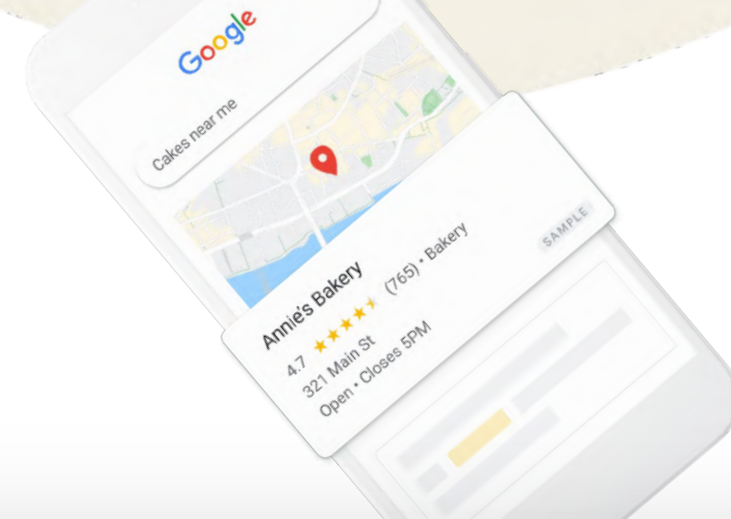 Google
Cakes near me
SAMPLE
Annie's Bakery
4.7 (765) • Bakery
321 Main St
Open • Closes 5PM